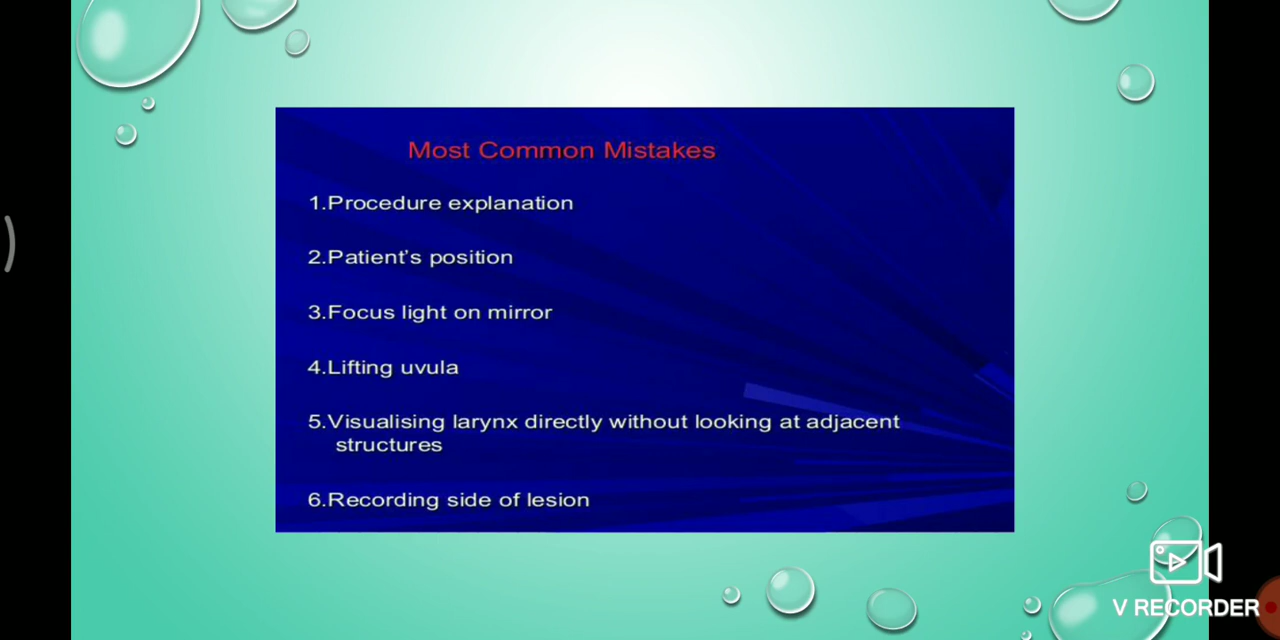 Most Common Mistakes
1.Procedure explanation
2.Patient's position
3.Focus light on mirror
4.Lifting uvula
5.Visualising larynx directly without looking at adjacent
structures
6.Recording side of lesion
V RECORDER